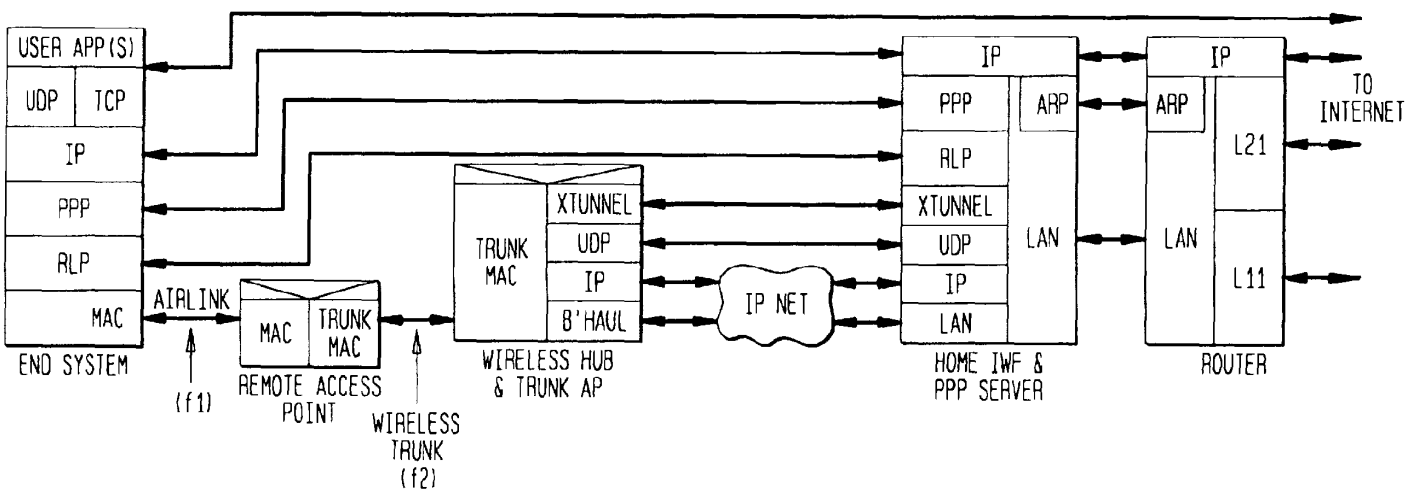 USER APP(S)
UDP
TCP
IP
PPP
RLP
MAC
END SYSTEM
AIRLINK
(f1)
MAC
TRUNK
MAC
REMOTE ACCESS
POINT
WIRELESS
TRUNK
(f2)
TRUNK
MAC
XTUNNEL
UDP
IP
B'HAUL
WIRELESS HUB
& TRUNK AP
IP NET
IP
PPP
ARP
RLP
XTUNNEL
UDP
IP
LAN
LAN
HOME IWF &
PPP SERVER
IP
ARP
L21
LAN
L11
ROUTER
TO
INTERNET